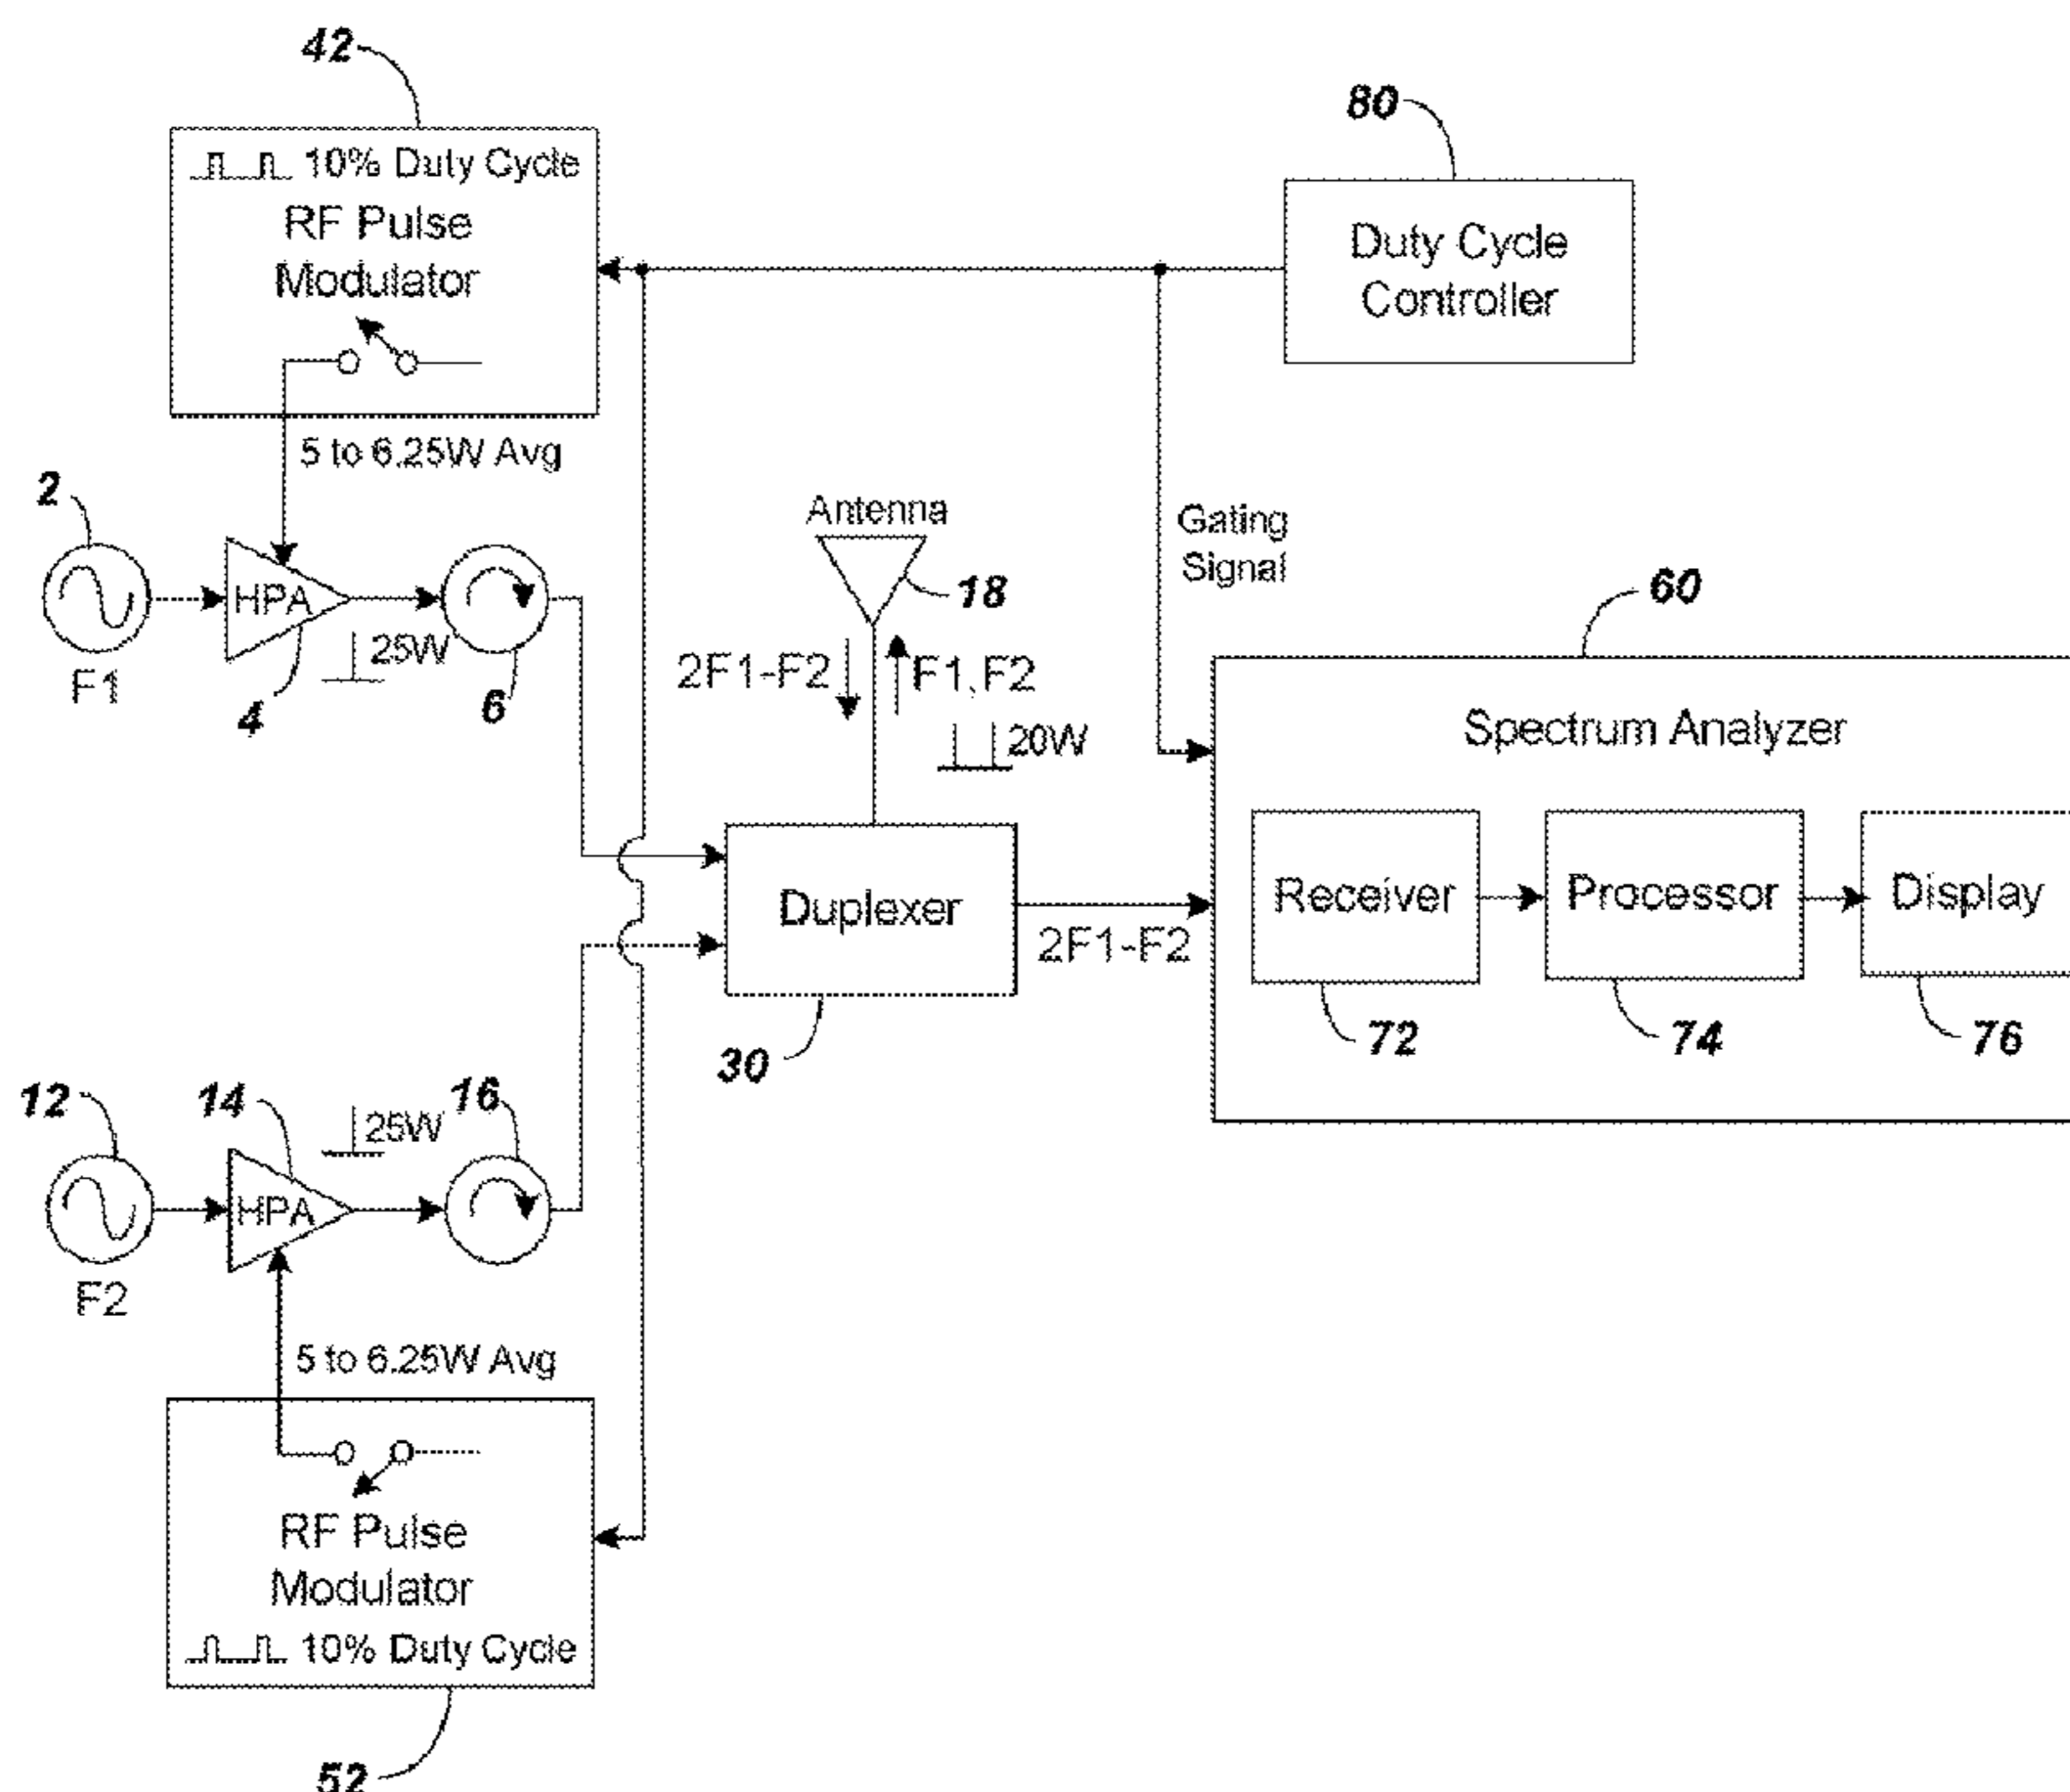 42
80
10% Duty Cycle
RF Pulse
Modulator
Duty Cycle
Controller
5 to 6.25W Avg
2
Antenna
Gating
Signal
HPA
18
60
25W
F1
4
6
2F1-F2
F1, F2
20W
Spectrum Analyzer
Duplexer
Receiver
Processor
Display
2F1-F2
30
72
74
76
12
14
25W
16
HPA
F2
5 to 6.25W Avg
RF Pulse
Modulator
10% Duty Cycle
52